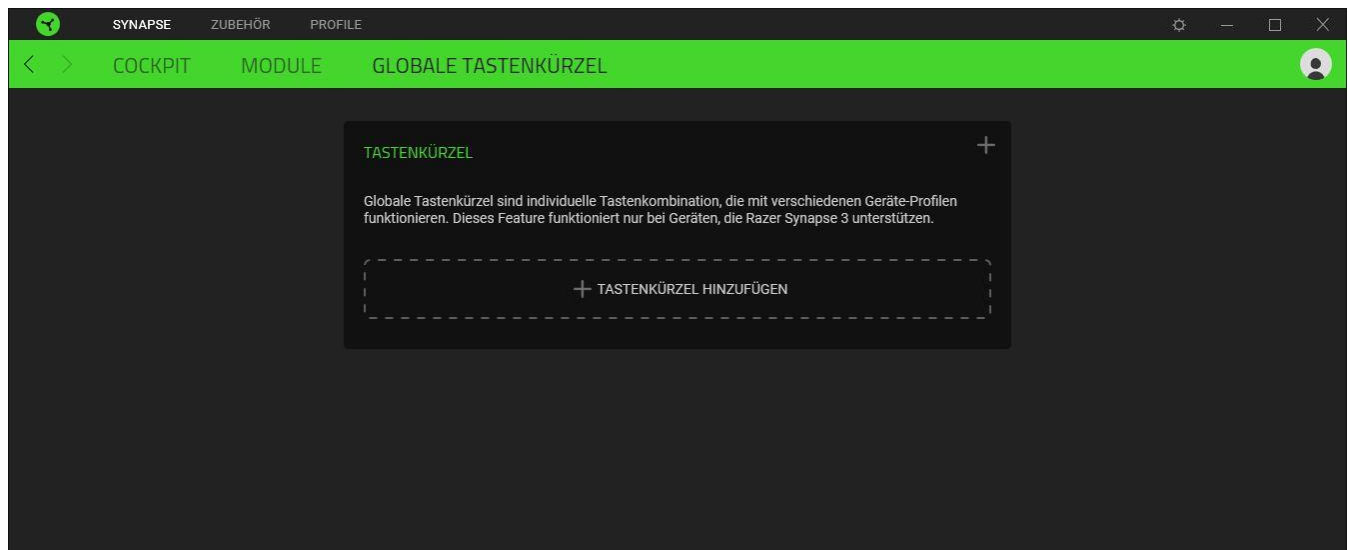 SYNAPSE ZUBEHÖR PROFILE
COCKPIT MODULE GLOBALE TASTENKÜRZEL
TASTENKÜRZEL
Globale Tastenkürzel sind individuelle Tastenkombination, die mit verschiedenen Geräte-Profilen
funktionieren. Dieses Feature funktioniert nur bei Geräten, die Razer Synapse 3 unterstützen.
TASTENKÜRZEL HINZUFÜGEN